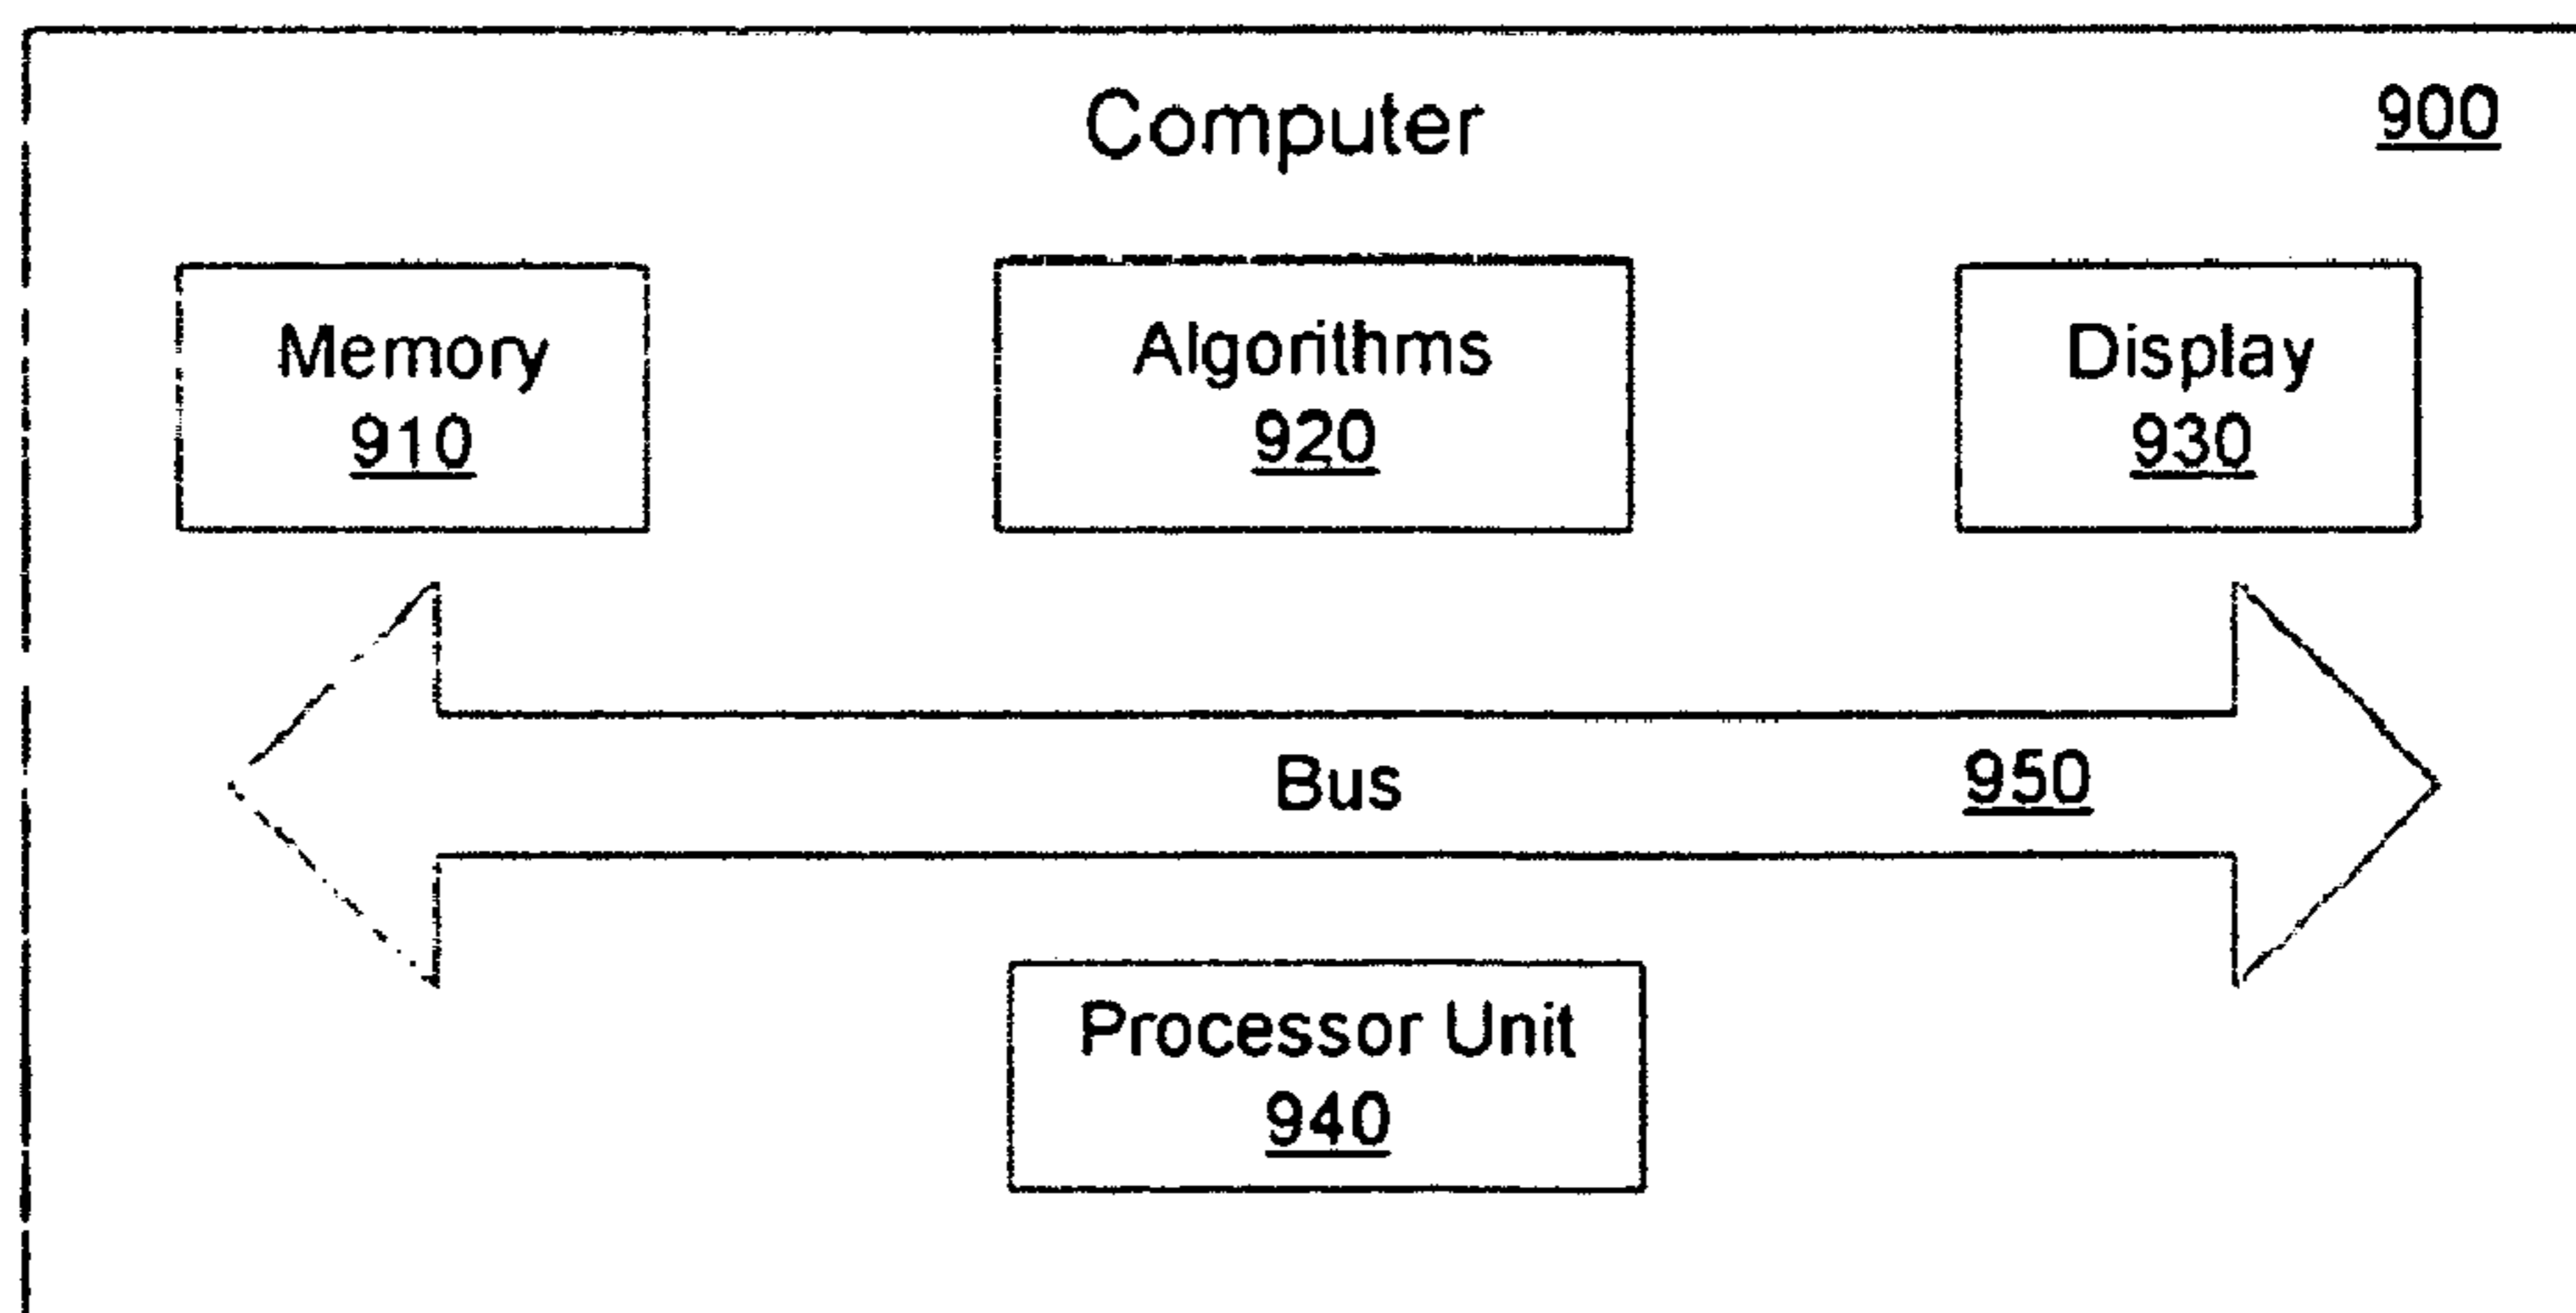 Computer 900
Memory Algorithms Display
910 920 930
Bus 950
Processor Unit
940